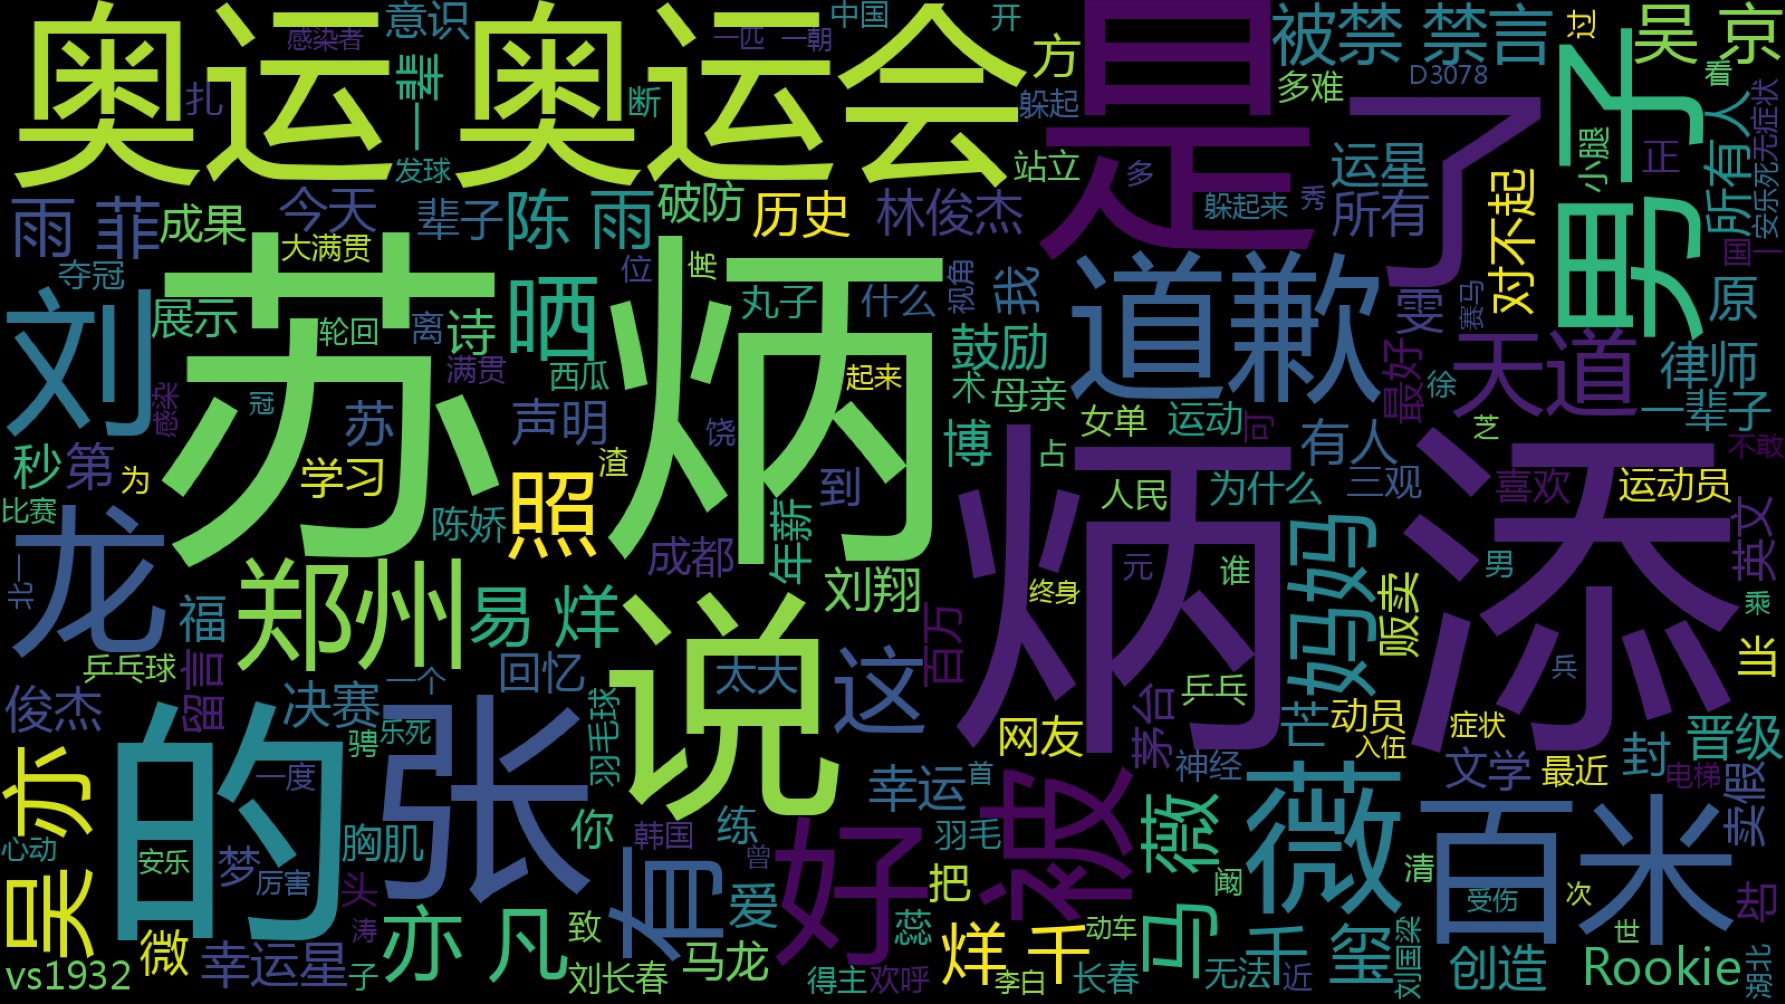 奥运 奥运会
是
了
男子
感染者
意识
一匹
一朝
中国
开
方
被禁 禁言
过
吴 京
扎
一辈
发球
断
躲起
多难
D3078
看
站立
多
运星
小腿
正
所有人
无症状
雨 菲
成果
今天
辈子
陈 雨
破防
历史
林俊杰
躲起来
秀
所有
对不起
国一
安乐死
夺冠
大满贯
位
苏 炳
炳 添
刘
展示
轮回
离
诗
晒
丸子
什么
视角
我
道歉
雯
赛马
原
满贯
西瓜
起来
鼓励
术
母亲
最好
徐
天道
律师
一辈子
感染
冠
苏
声明
饶
博
女单
运动
可
有人
芝
不敢
秒
第
为
学习
渣
到
占
人民
为什么
三观
喜欢
运动员
比赛
陈娇
照
成都
年薪
刘翔
元
谁
妈妈
男
英文
龙
北一
福
郑州
易 烊
说
终身
贩卖
乘
百万
乒乓球
留言
一个
回忆
太大
这
乒乓
兵
当
俊杰
决赛
骋
乐死
羽毛球
网友
茅台
动员
入伍
症状
封
晋级
吴亦
的
一度
张
幸运
首
神经
文学
最近
电梯
卖假
心动
安乐
梦
厉害
胸肌
你
韩国
练
曾
羽毛
被
薇
薇
百米
头
有
爱
好
把
阚
清
受伤
次
却
微
涛
亦 凡
致
蕊
烊 千
动车
马
千 玺
世
vs1932
幸运星
子
刘长春
马龙
得主
欢呼
李白
长春
无法
近
刘国梁
创造
Rookie
湖北